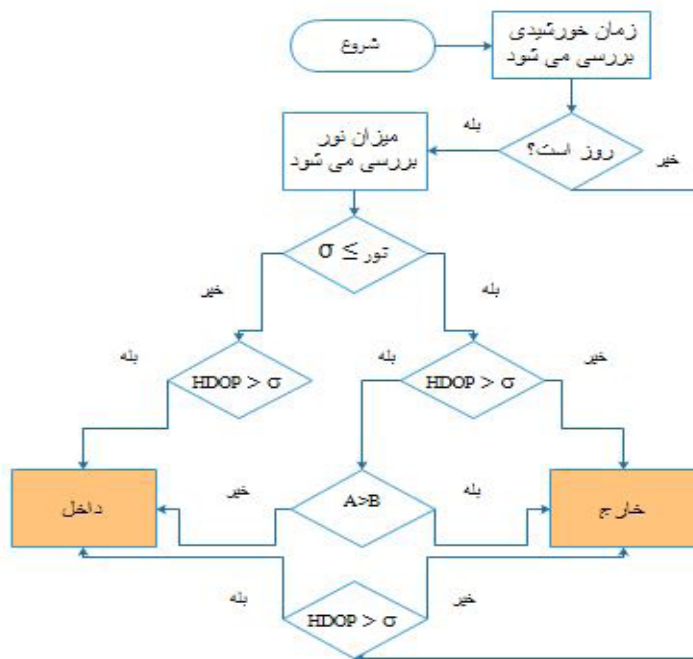 شروع
زمان خورشیدی
بررسی می شود
روز است؟
بله
خیر
میزان نور
بررسی می شود
σ ≤ نور
خیر
بله
بله
HDOP > σ
بله
HDOP > σ
خیر
داخل
خیر
A>B
بله
خارج
بله
HDOP > σ
خیر